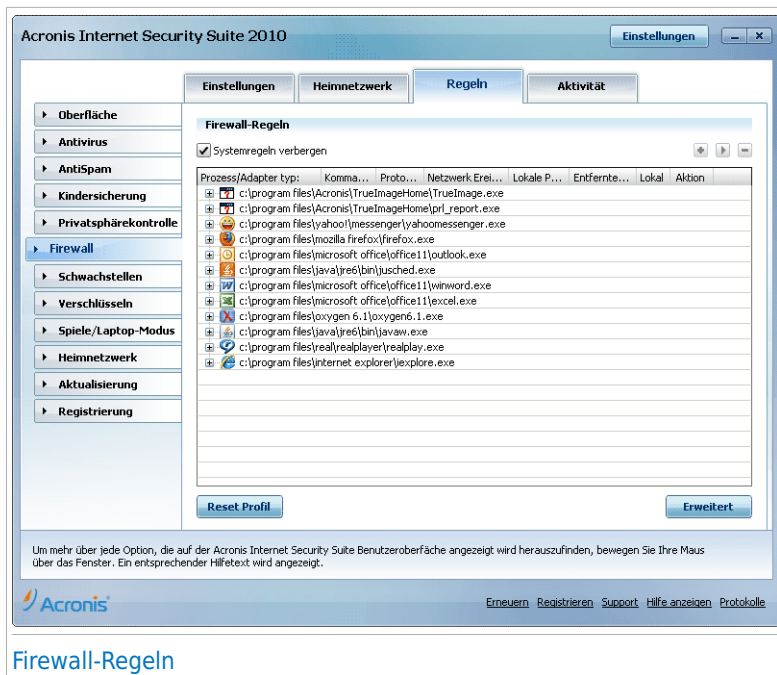 Acronis Internet Security Suite 2010
Einstellungen
Einstellungen
Heimnetzwerk
Regeln
Aktivität
Oberfläche
Antivirus
AntiSpam
Kindersicherung
Privatsphärekontrolle
Firewall
Schwachstellen
Verschlüsseln
Spiele/Laptop-Modus
Heimnetzwerk
Aktualisierung
Registrierung
Firewall-Regeln
Systemregeln verbergen
Prozess/Adapter typ: Komma... Proto... Netzwerk Erei... Lokale P... Entfernte... Lokal Aktion
c:\program files\Acronis\TrueImageHome\TrueImage.exe
c:\program files\Acronis\TrueImageHome\prl_report.exe
c:\program files\yahoo!\messenger\yahoomessenger.exe
c:\program files\mozilla firefox\firefox.exe
c:\program files\microsoft office\office11\outlook.exe
c:\program files\java\jre6\bin\jusched.exe
c:\program files\microsoft office\office11\winword.exe
c:\program files\microsoft office\office11\excel.exe
c:\program files\oxygen 6.1\oxygen6.1.exe
c:\program files\java\jre6\bin\javaw.exe
c:\program files\real\realplayer\realplay.exe
c:\program files\internet explorer\iexplore.exe
Reset Profil
Erweitert
Um mehr über jede Option, die auf der Acronis Internet Security Suite Benutzeroberfäche angezeigt wird herauszufinden, bewegen Sie Ihre Maus
über das Fenster. Ein entsprechender Hilfetext wird angezeigt.
Acronis
Erneuern Registrieren Support Hilfe anzeigen Protokolle
Firewall-Regeln